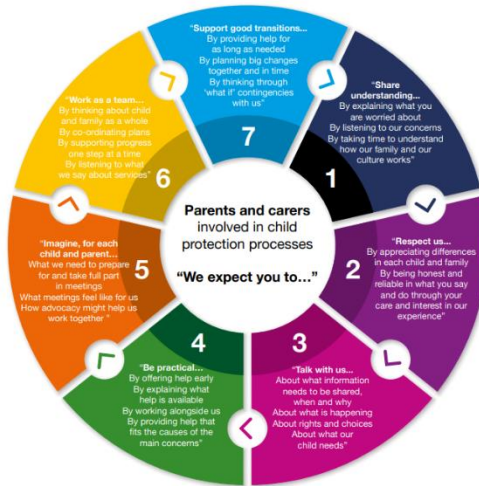 Parents and carers
involved in child
protection processes
"We expect you to..."
1
"Share
understanding...
By explaining what you
are worried about
By listening to our concerns
By taking time to understand
how our family and our
culture works"
2
"Respect us...
By appreciating differences
in each child and family
By being honest and
reliable in what you say
and do through your
care and interest in our
experience"
3
"Talk with us...
About what information
needs to be shared,
when and why
About what is happening
About rights and choices
About what our
child needs"
4
"Be practical...
By offering help early
By explaining what
help is available
By working alongside us
By providing help that
fits the causes of the
main concerns"
5
"Imagine, for each
child and parent...
What we need to prepare
for and take full part
in meetings
What meetings feel like for us
How advocacy might help us
work together "
6
"Work as a team...
By thinking about child
and family as a whole
By co-ordinating plans
By supporting progress
one step at a time
By listening to what
we say about services"
7
"Support good transitions...
By providing help for
as long as needed
By planning big changes
together and in time
By thinking through
'what if' contingencies
with us"